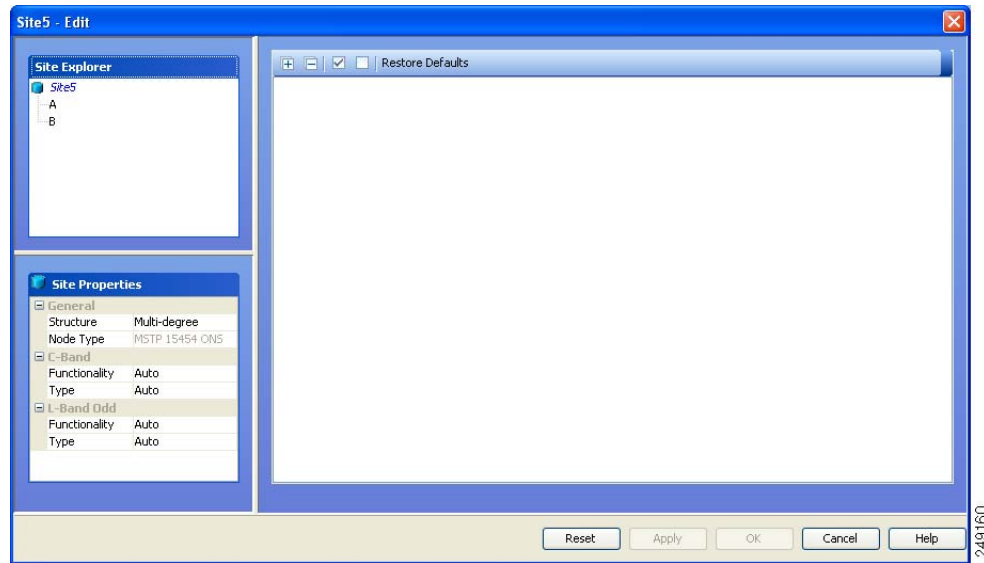 Site5 - Edit
Site Explorer
Site5
A
B
Restore Defaults
Site Properties
General
Structure Multi-degree
Node Type MSTP 15454 ONS
C-Band
Functionality Auto
Type Auto
L-Band Odd
Functionality Auto
Type Auto
Reset Apply OK Cancel Help
249160